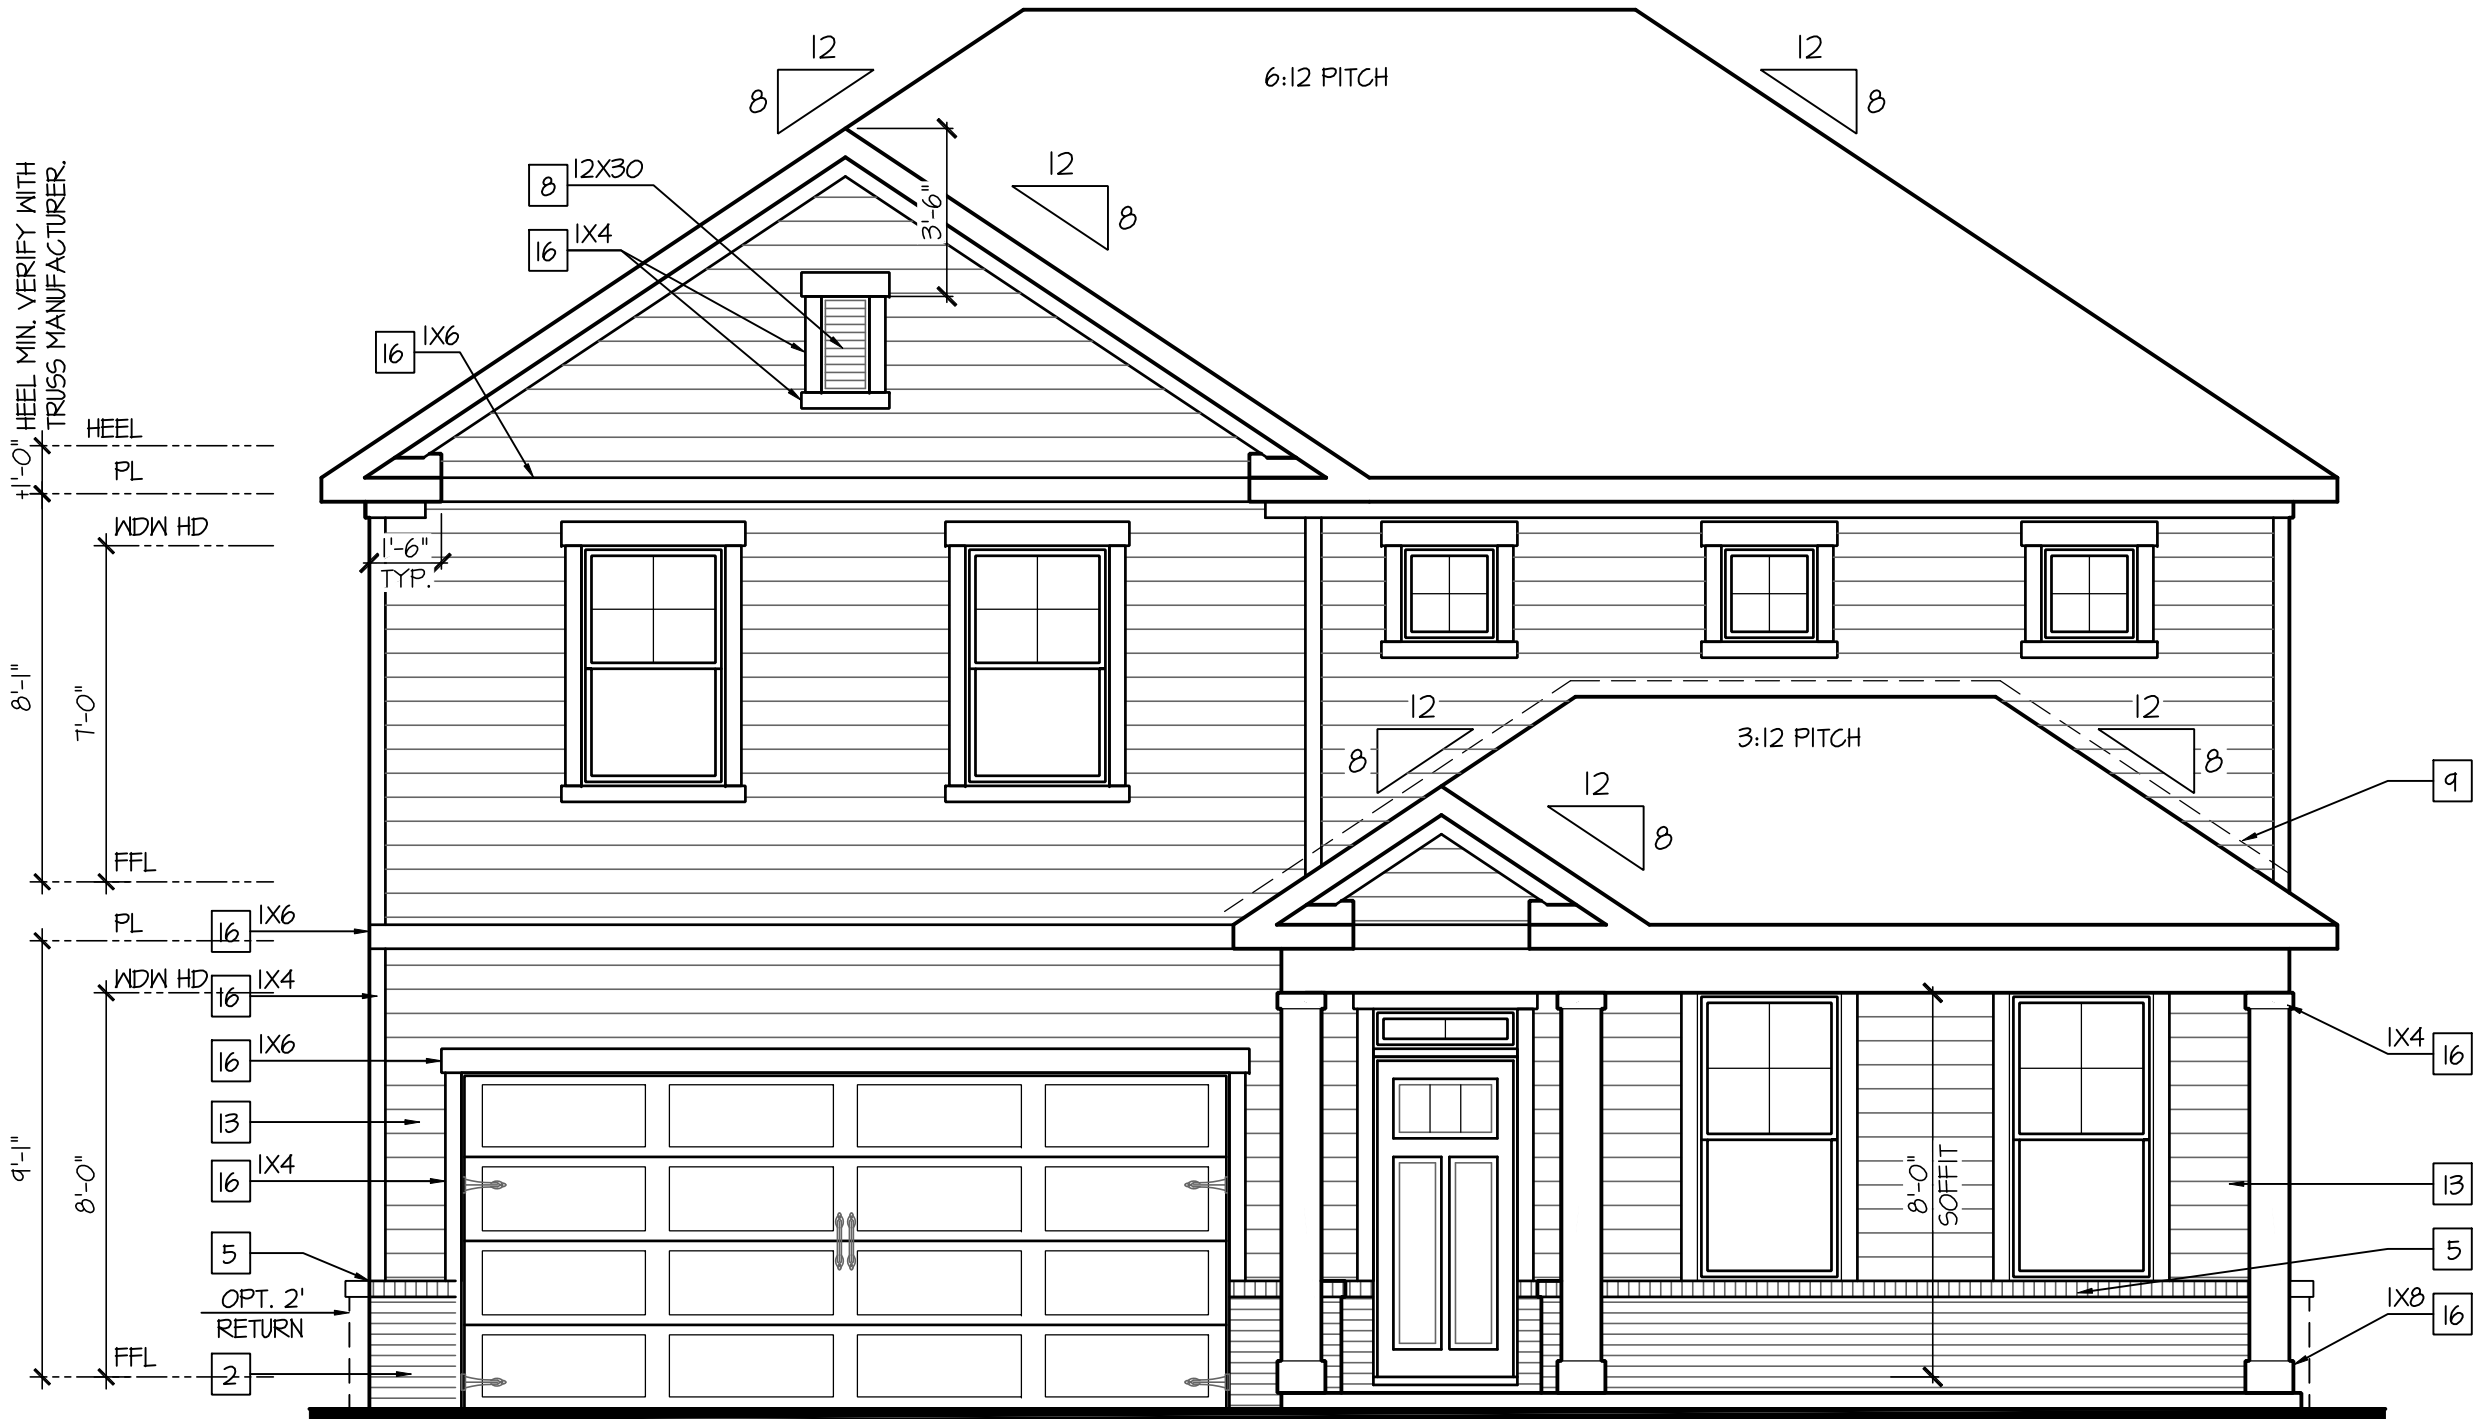 12
8
6:12 PITCH
12
8
12
8
8
12X30
3'-6"
16
1X4
16
1X6
HEEL MIN. VERIFY WITH
TRUSS MANUFACTURER.
+1'-0"
HEEL
PL
WDW HD
1'-6"
TYP.
8'-1"
7'-0"
12
8
3:12 PITCH
12
8
12
8
9
FFL
PL
16
1X6
WDW HD
16
1X4
16
1X6
1X4
16
13
9'-1"
8'-0"
16
1X4
8'-0"
SOFFIT
13
5
5
OPT. 2'
RETURN
1X8
16
FFL
2